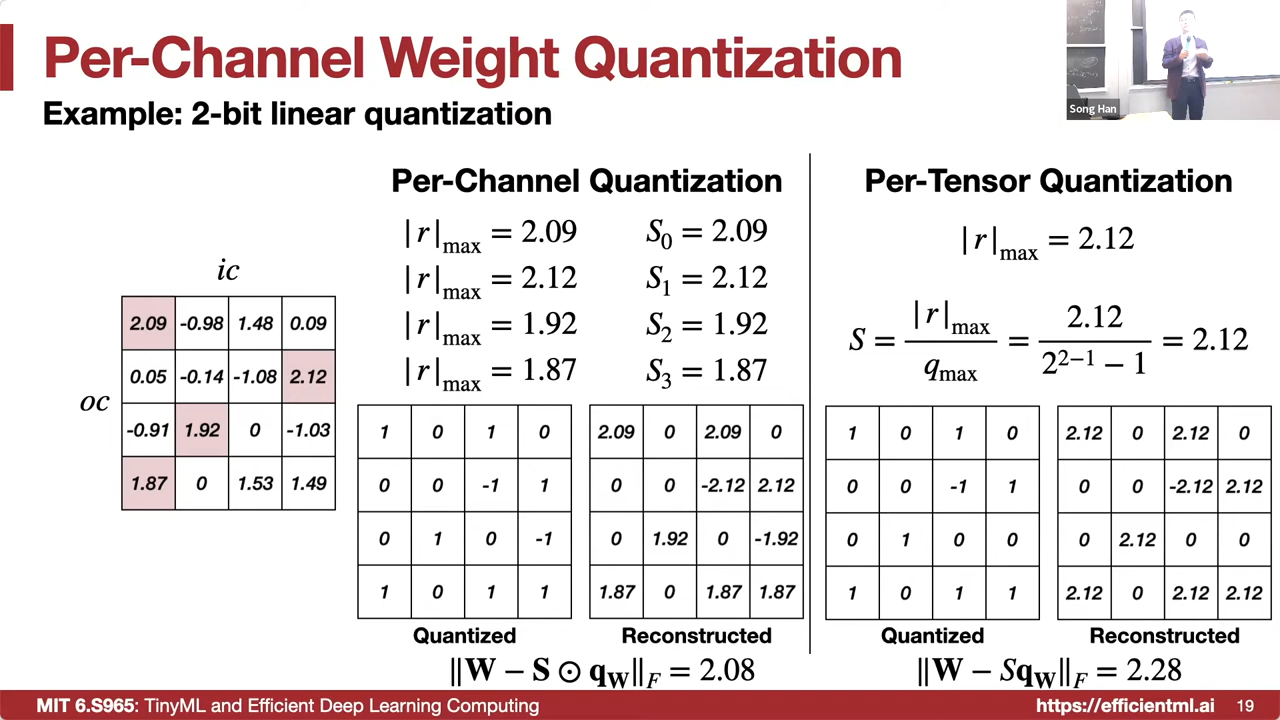 Per-Channel Weight Quantization
Example: 2-bit linear quantization
Song Han
ic
oc
2.09 -0.98 1.48 0.09
0.05 -0.14 -1.08 2.12
-0.91 1.92 0 -1.03
1.87 0 1.53 1.49
Per-Channel Quantization
|r|max = 2.09 S0 = 2.09
|r|max = 2.12 S1 = 2.12
|r|max = 1.92 S2 = 1.92
|r|max = 1.87 S3 = 1.87
1 0 1 0
0 0 -1 1
0 1 0 -1
1 0 1 1
Quantized
2.09 0 2.09 0
0 0 -2.12 2.12
0 1.92 0 -1.92
1.87 0 1.87 1.87
Reconstructed
‖W − S ⊙ qW‖F = 2.08
Per-Tensor Quantization
|r|max = 2.12
S = |r|max / qmax = 2.12 / 2^(2−1) − 1 = 2.12
1 0 1 0
0 0 -1 1
0 1 0 0
1 0 1 1
Quantized
2.12 0 2.12 0
0 0 -2.12 2.12
0 2.12 0 0
2.12 0 2.12 2.12
Reconstructed
‖W − SqW‖F = 2.28
MIT 6.S965: TinyML and Efficient Deep Learning Computing
https://efficientml.ai
19